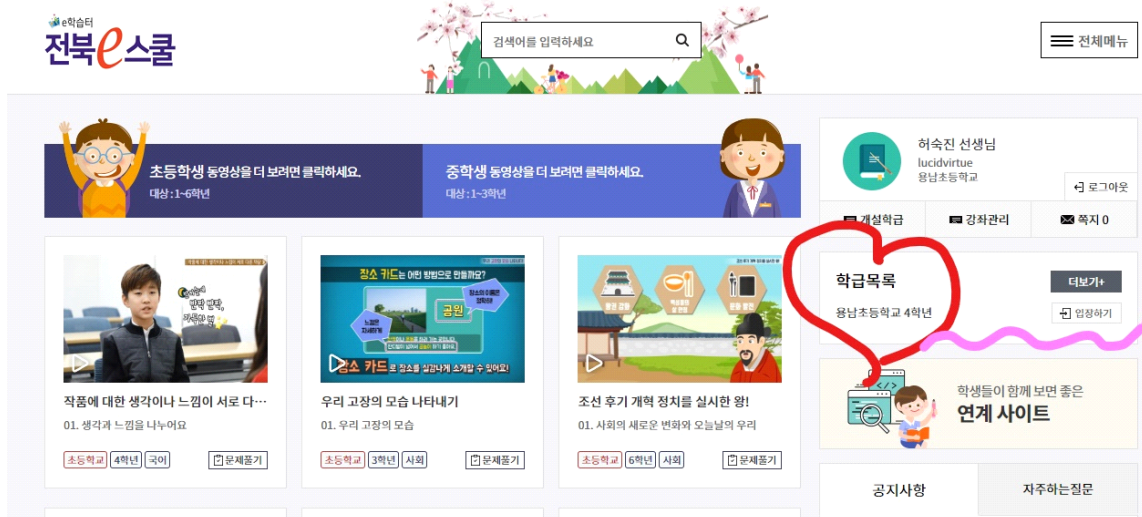 e학습터
전북e스쿨
검색어를 입력하세요
전체메뉴
초등학생 동영상을 더 보려면 클릭하세요.
대상 : 1~6학년
중학생 동영상을 더 보려면 클릭하세요.
대상 : 1~3학년
허숙진 선생님
lucidvirtue
용남초등학교
로그아웃
개설학급
강좌관리
쪽지 0
학급목록
더보기+
용남초등학교 4학년
입장하기
학생들이 함께 보면 좋은
연계 사이트
공지사항
자주하는질문
장소 카드는 어떤 방법으로 만들까요?
공원
장소 카드로 장소를 실감나게 소개할 수 있어요!
작품에 대한 생각이나 느낌이 서로 다…
01. 생각과 느낌을 나누어요
초등학교 4학년 국어 문제풀기
우리 고장의 모습 나타내기
01. 우리 고장의 모습
초등학교 3학년 사회 문제풀기
조선 후기 개혁 정치를 실시한 왕!
01. 사회의 새로운 변화와 오늘날의 우리
초등학교 6학년 사회 문제풀기